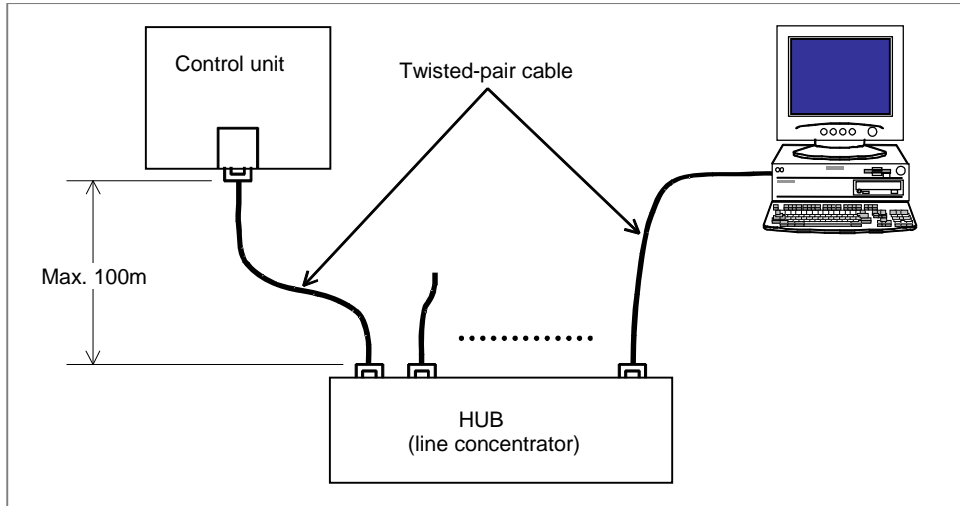 Control unit
Twisted-pair cable
Max. 100m
HUB
(line concentrator)